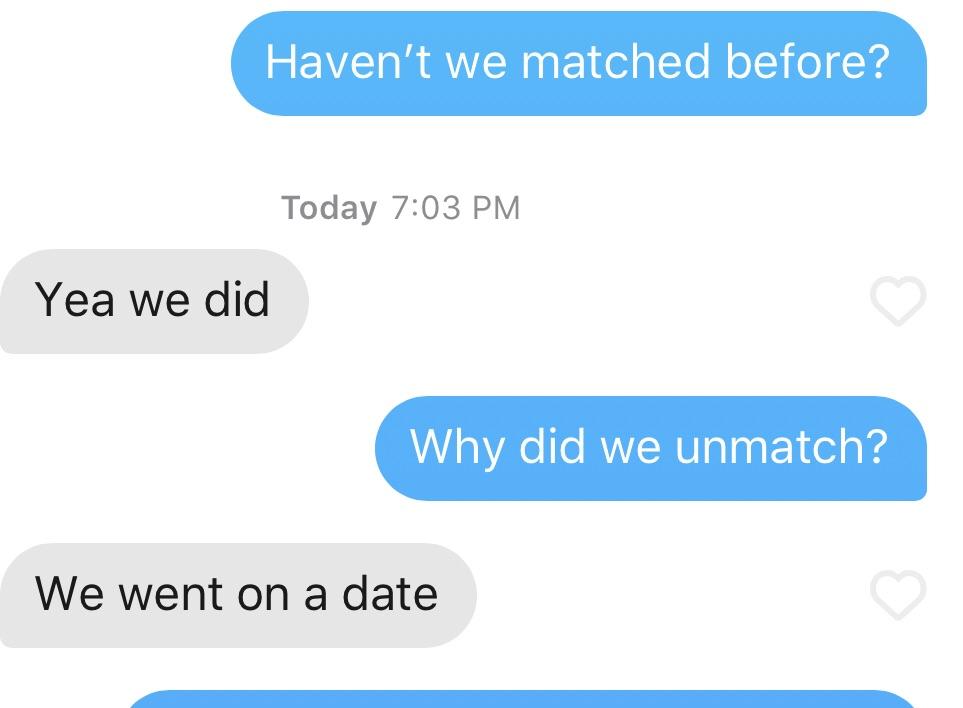 Haven’t we matched before?
Today 7:03 PM
Yea we did
Why did we unmatch?
We went on a date